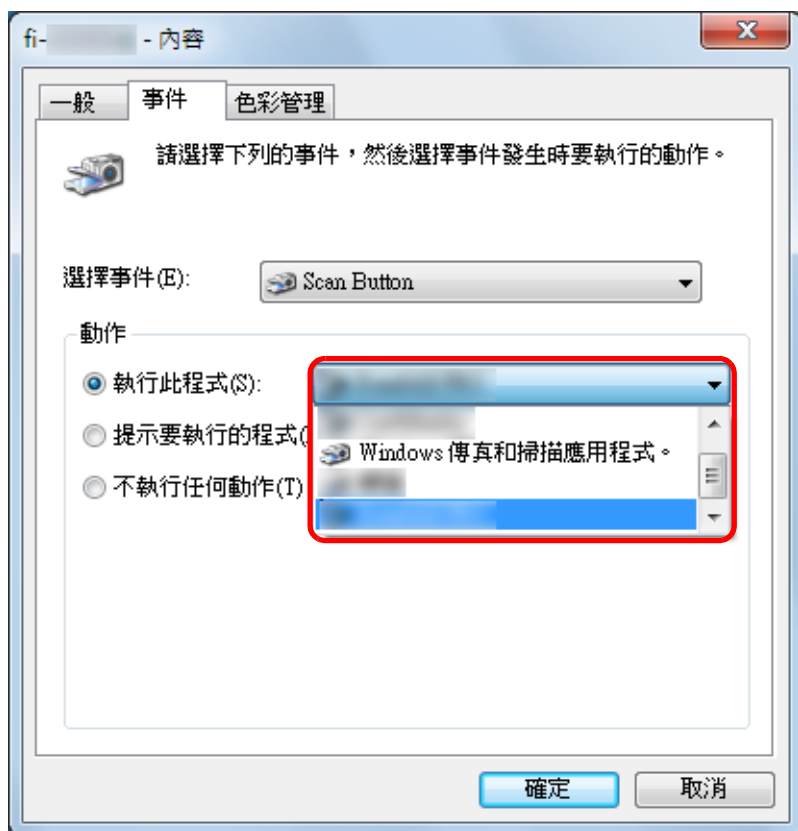 fi- - 內容
一般 事件 色彩管理
請選擇下列的事件，然後選擇事件發生時要執行的動作。
選擇事件(E): Scan Button
動作
執行此程式(S):
提示要執行的程式(
Windows 傳真和掃描應用程式。
不執行任何動作(T)
確定 取消